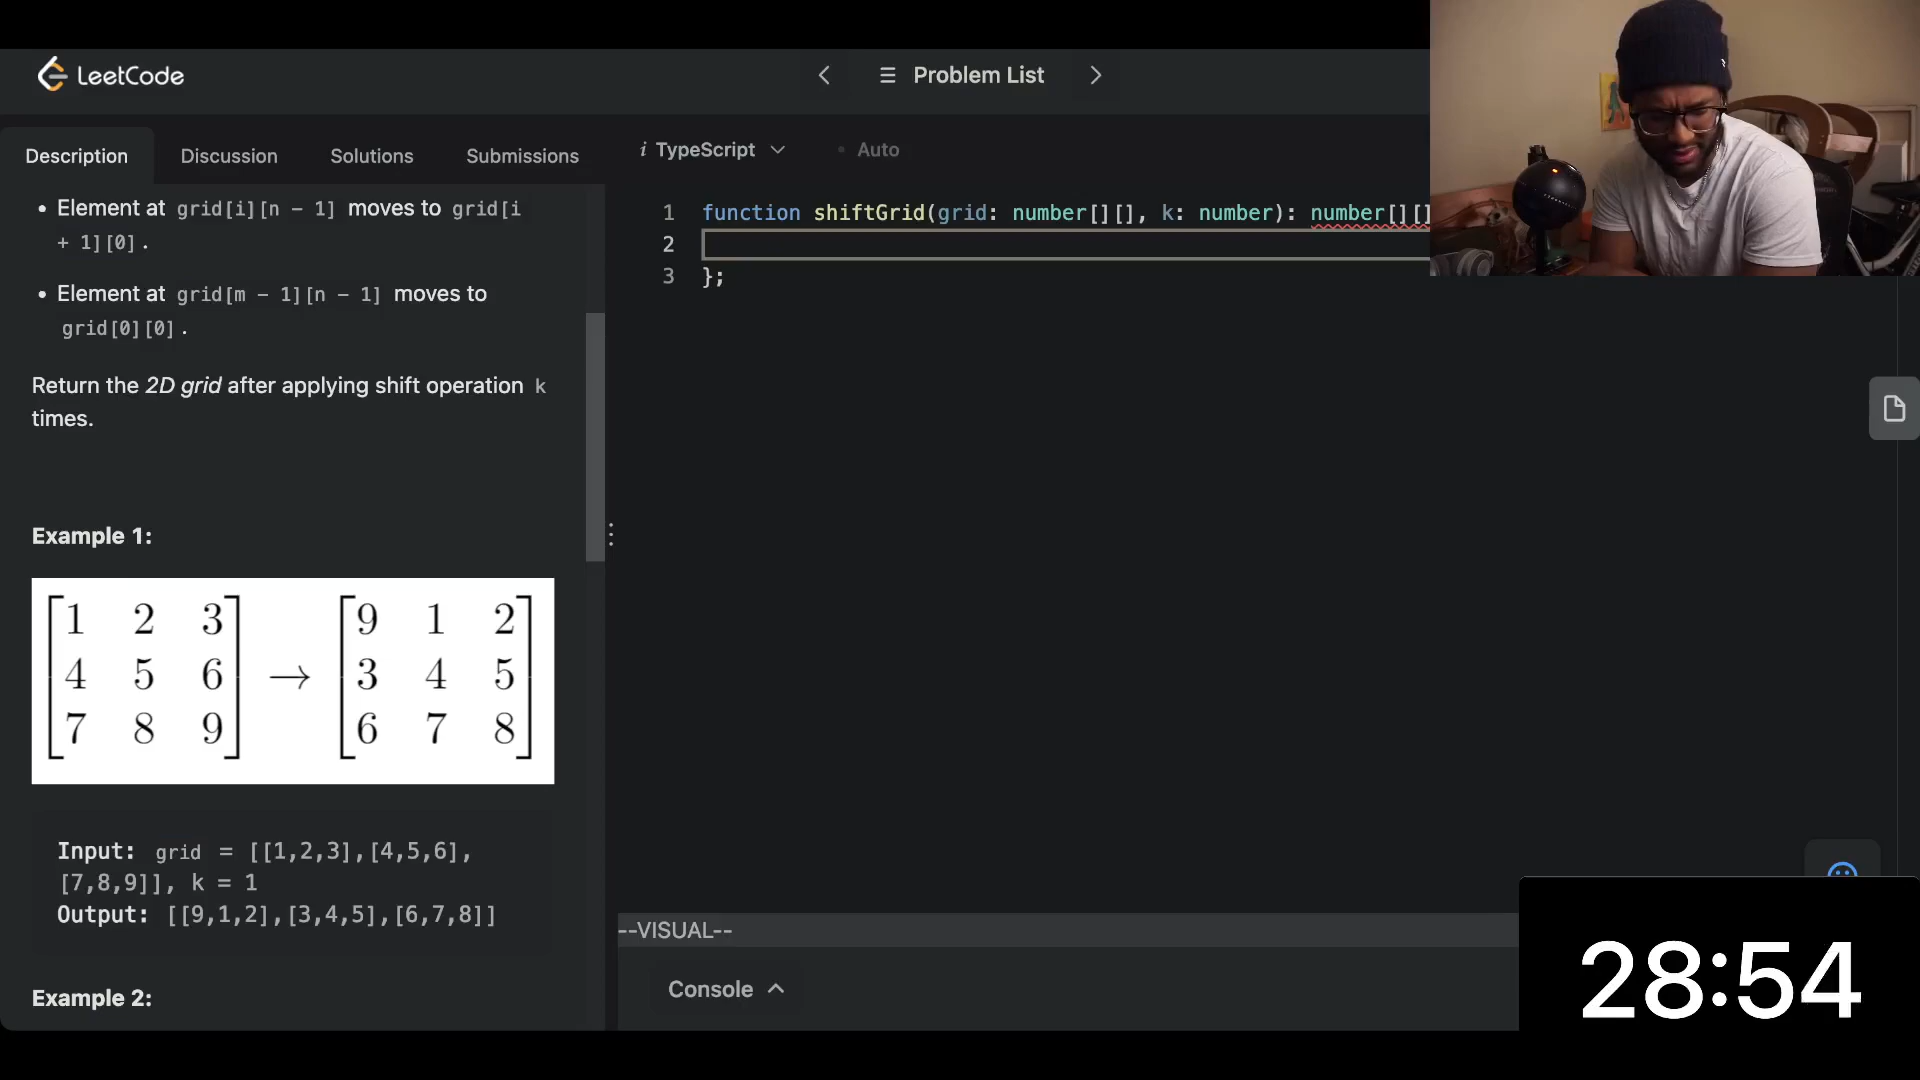 LeetCode
Problem List
Description
Discussion
Solutions
Submissions
i TypeScript
• Auto
• Element at grid[i][n - 1] moves to grid[i
+ 1][0].
• Element at grid[m - 1][n - 1] moves to
grid[0][0].
Return the 2D grid after applying shift operation k
times.
Example 1:
1 2 3
4 5 6
7 8 9
→
9 1 2
3 4 5
6 7 8
Input: grid = [[1,2,3],[4,5,6],
[7,8,9]], k = 1
Output: [[9,1,2],[3,4,5],[6,7,8]]
Example 2:
1 function shiftGrid(grid: number[][], k: number): number[][]
2
3 };
--VISUAL--
Console
28:54